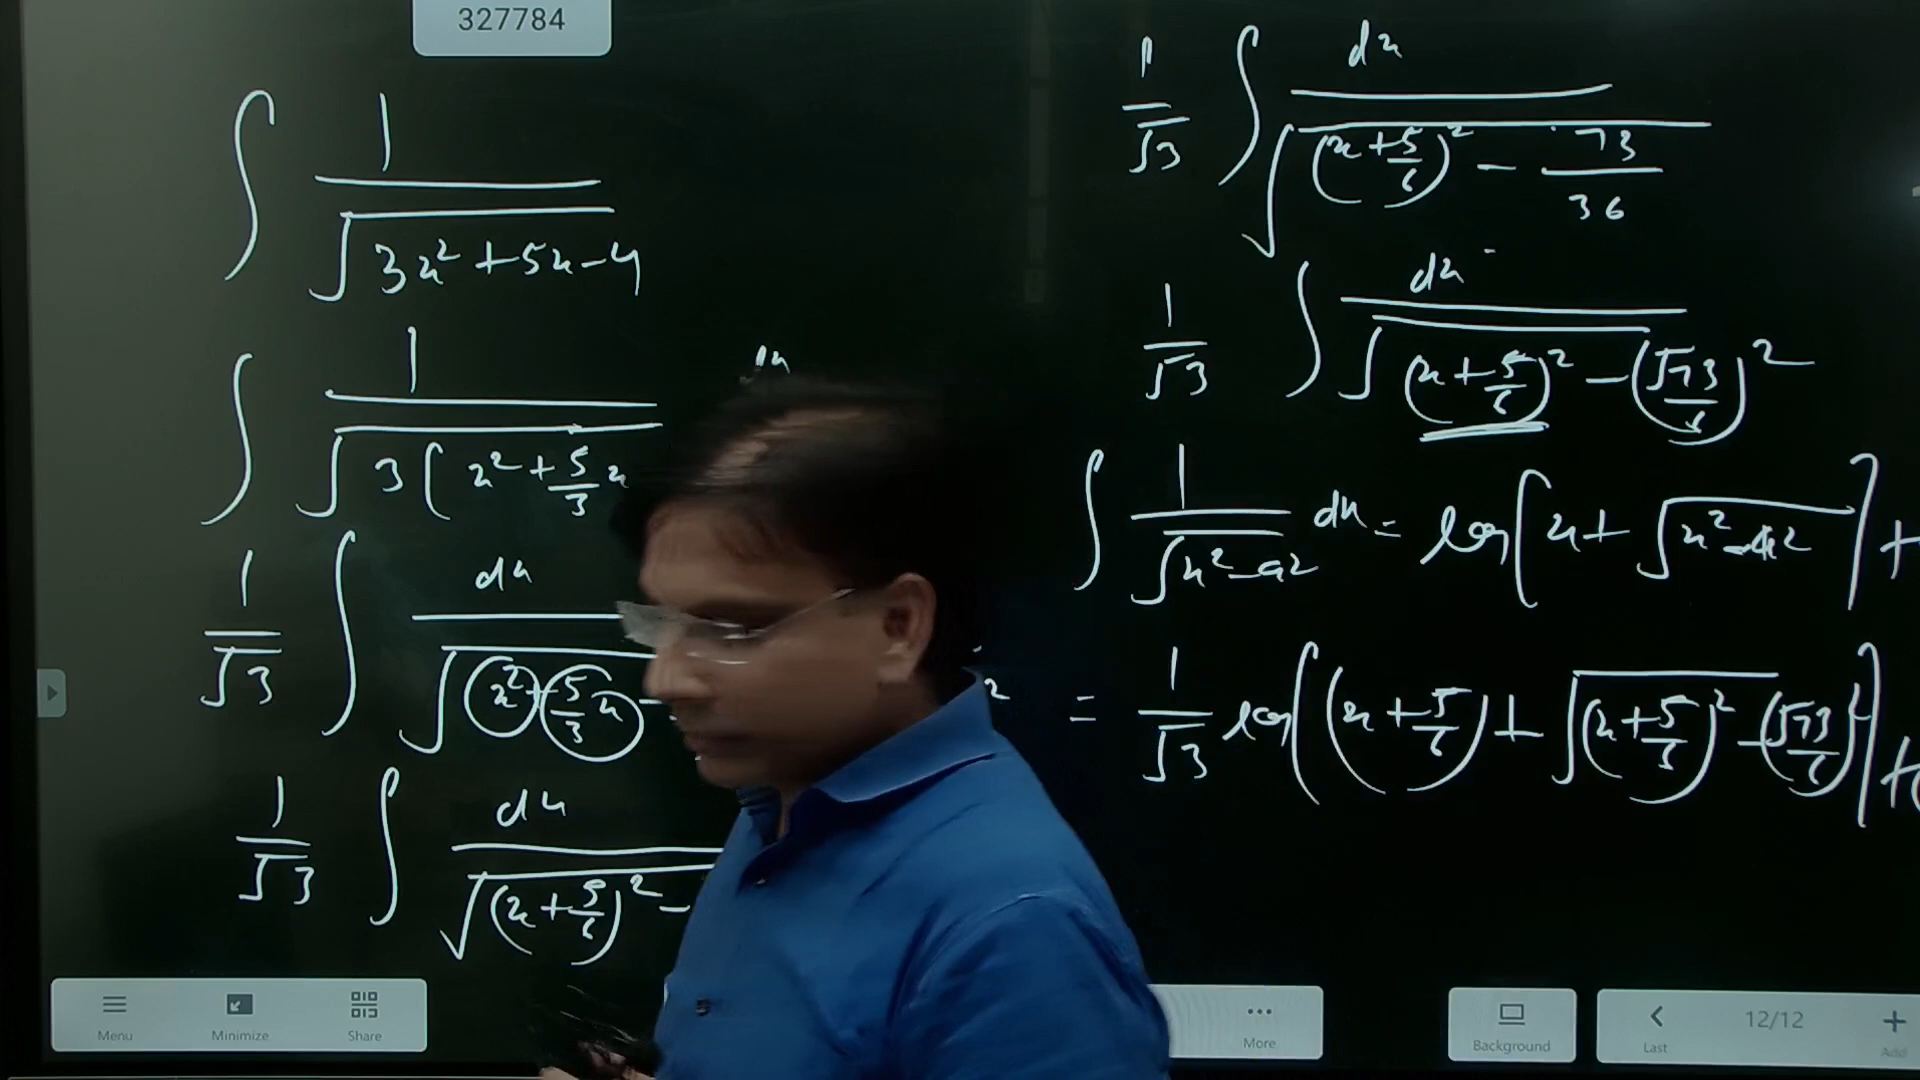 327784
∫ 1 / √(3x² + 5x - 4)
∫ 1 / √(3(x² + 5/3 x
dx
1/√3 ∫ dx / √(x² + 5/3 x -
2
1/√3 ∫ dx / √((x + 5/6)² -
1/√3 ∫ dx / √((x + 5/6)² - 73/36)
1/√3 ∫ dx / √((x + 5/6)² - (√73/6)²)
∫ 1/√(x² - a²) dx = log[x + √(x² - a²)] +
= 1/√3 log[(x + 5/6) + √((x + 5/6)² - (√73/6)²)] + c
Menu
Minimize
Share
More
Background
Last
12/12
Add